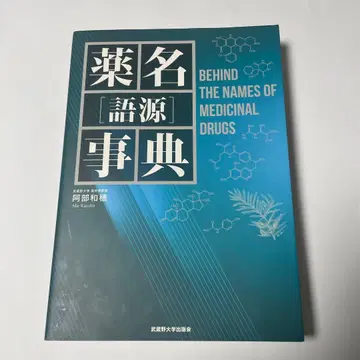 薬名
[語源]
事典
BEHIND
THE NAMES OF
MEDICINAL
DRUGS
阿部和穂
武蔵野大学出版会